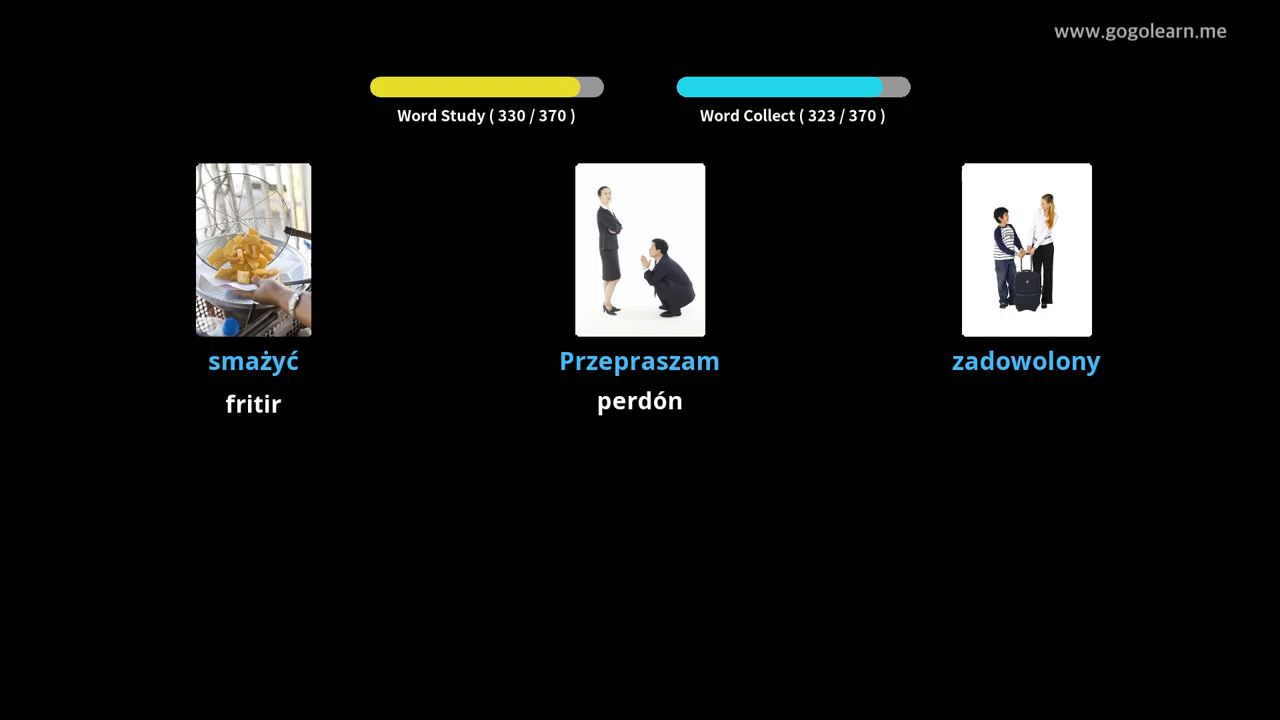 www.gogolearn.me
Word Study ( 330 / 370 )
Word Collect ( 323 / 370 )
smażyć
Przepraszam
zadowolony
fritir
perdón